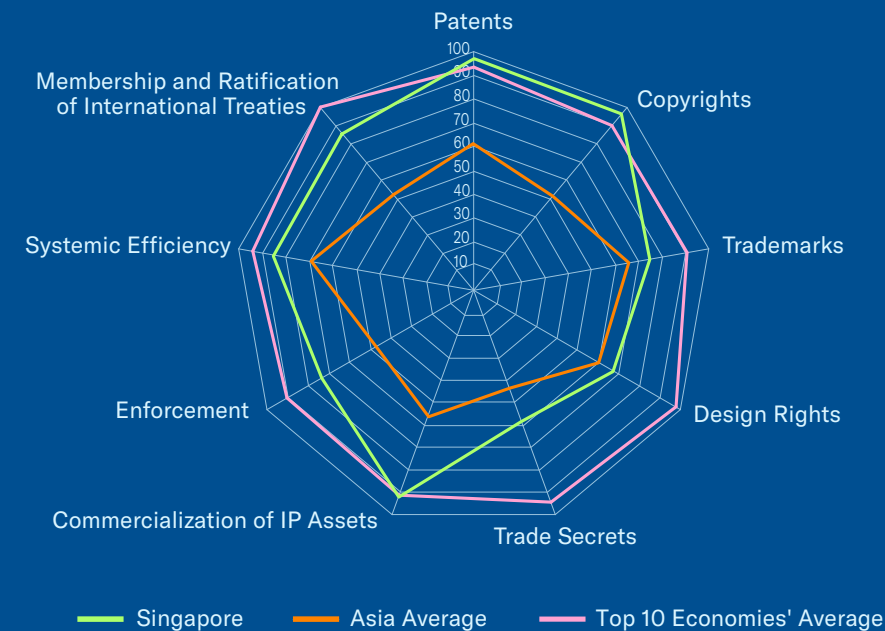 Patents
100
90
80
70
60
50
40
30
20
10
Membership and Ratification
of International Treaties
Copyrights
Systemic Efficiency
Trademarks
Enforcement
Design Rights
Commercialization of IP Assets
Trade Secrets
Singapore
Asia Average
Top 10 Economies' Average